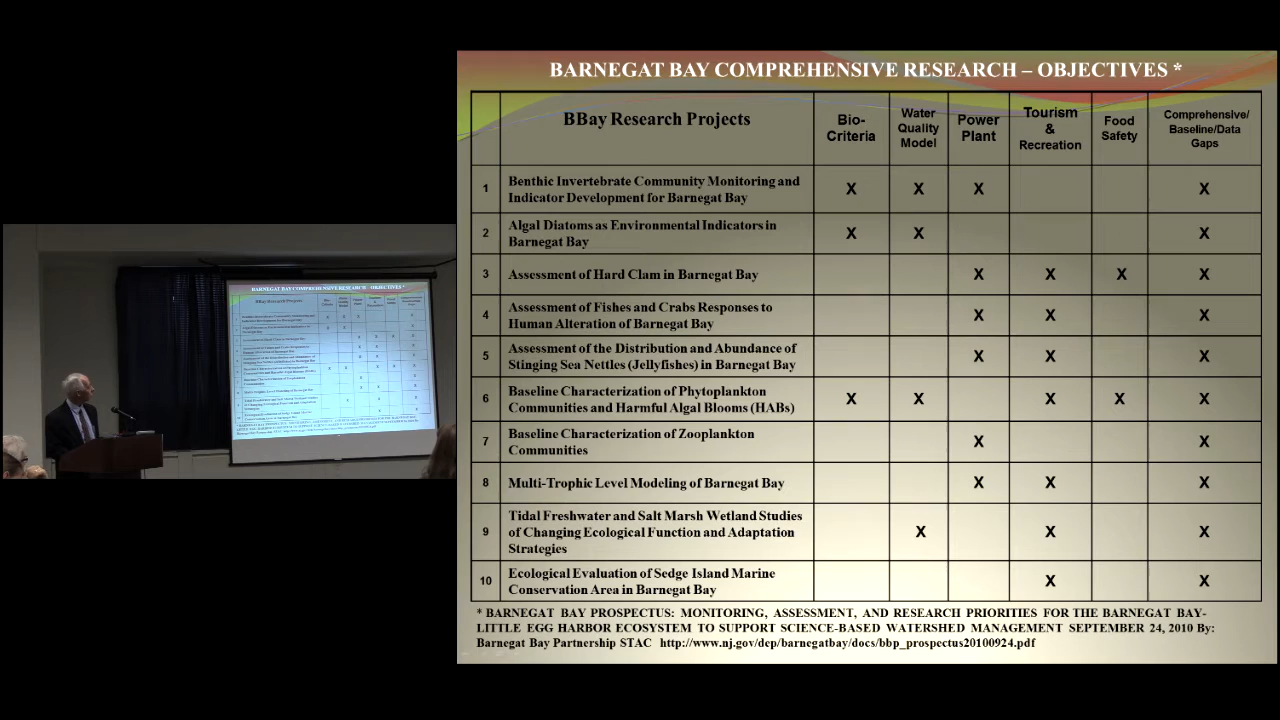 BARNEGAT BAY COMPREHENSIVE RESEARCH – OBJECTIVES *
BBay Research Projects
Bio-
Criteria
Water
Quality
Model
Power
Plant
Tourism
&
Recreation
Food
Safety
Comprehensive/
Baseline/Data
Gaps
1
Benthic Invertebrate Community Monitoring and
Indicator Development for Barnegat Bay
X X X X
2
Algal Diatoms as Environmental Indicators in
Barnegat Bay
X X X
3 Assessment of Hard Clam in Barnegat Bay X X X X
4
Assessment of Fishes and Crabs Responses to
Human Alteration of Barnegat Bay
X X X
5
Assessment of the Distribution and Abundance of
Stinging Sea Nettles (Jellyfishes) in Barnegat Bay
X X X
6
Baseline Characterization of Phytoplankton
Communities and Harmful Algal Blooms (HABs)
X X X X X X
7
Baseline Characterization of Zooplankton
Communities
X X
8 Multi-Trophic Level Modeling of Barnegat Bay X X X
9
Tidal Freshwater and Salt Marsh Wetland Studies
of Changing Ecological Function and Adaptation
Strategies
X X X
10
Ecological Evaluation of Sedge Island Marine
Conservation Area in Barnegat Bay
X X
* BARNEGAT BAY PROSPECTUS: MONITORING, ASSESSMENT, AND RESEARCH PRIORITIES FOR THE BARNEGAT BAY-
LITTLE EGG HARBOR ECOSYSTEM TO SUPPORT SCIENCE-BASED WATERSHED MANAGEMENT SEPTEMBER 24, 2010 By:
Barnegat Bay Partnership STAC http://www.nj.gov/dep/barnegatbay/docs/bbp_prospectus20100924.pdf